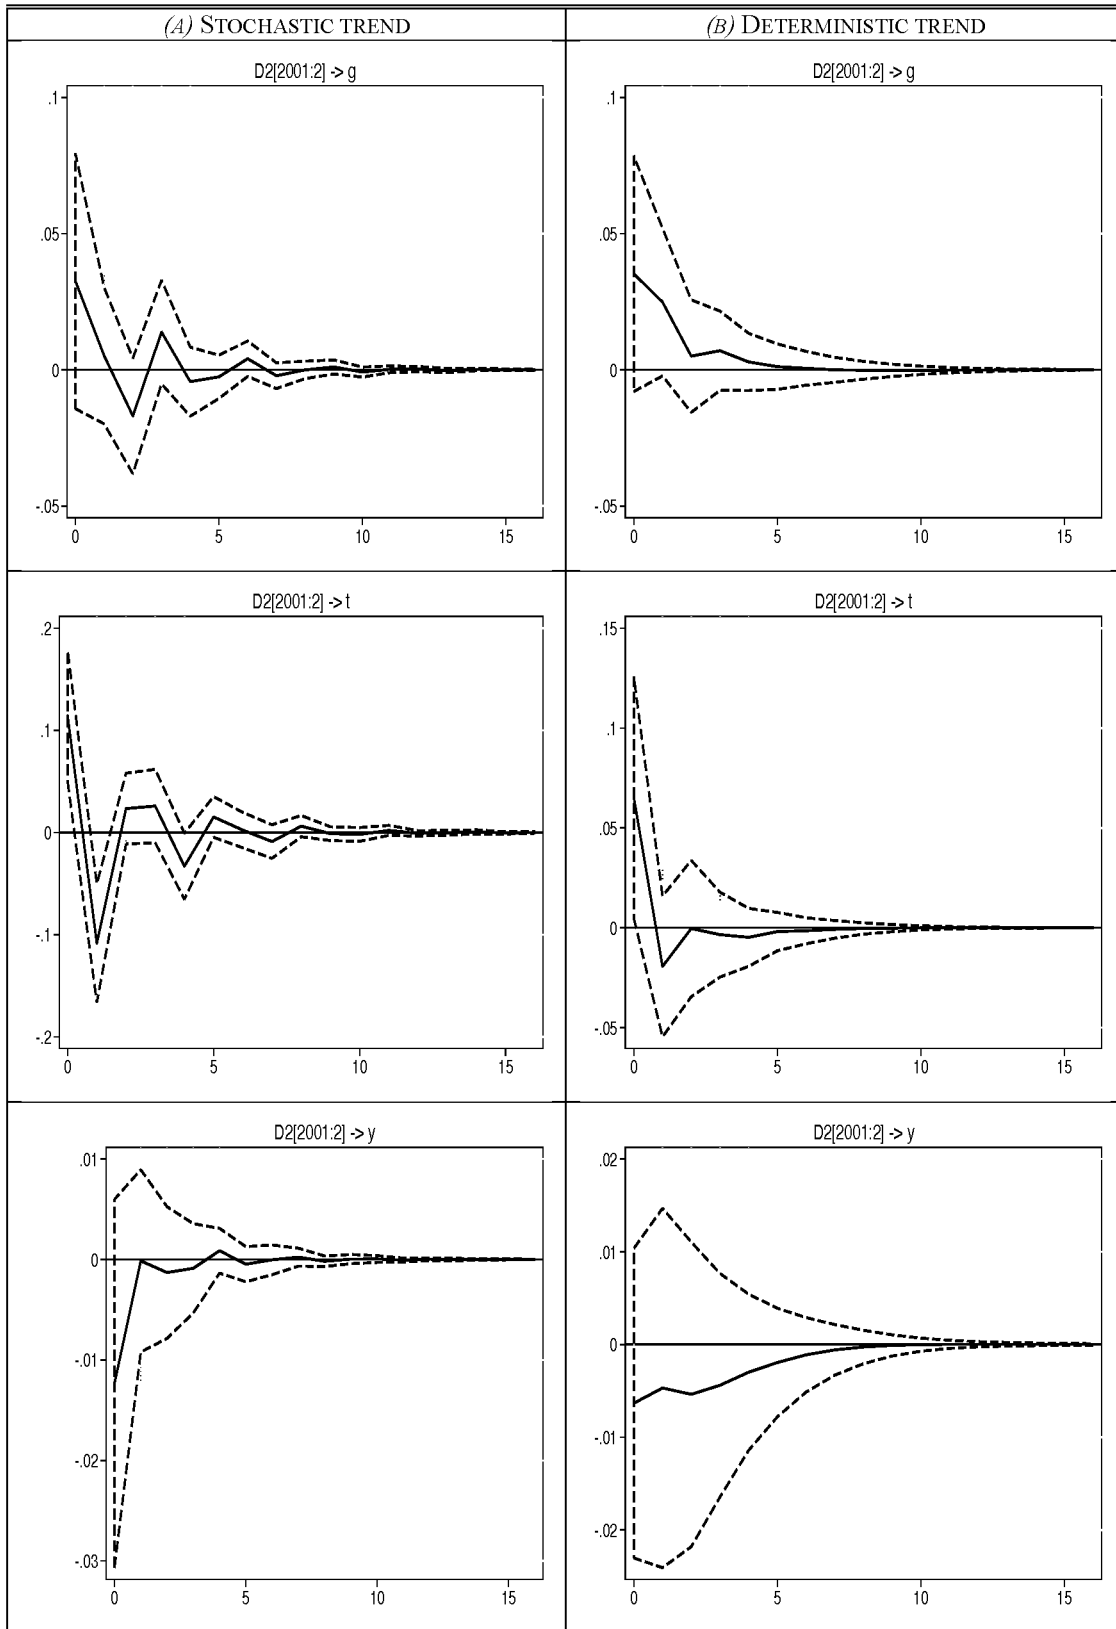 (A) STOCHASTIC TREND
(B) DETERMINISTIC TREND
D2[2001:2] -> g
.1
.05
0
-.05
0 5 10 15
D2[2001:2] -> g
.1
.05
0
-.05
0 5 10 15
D2[2001:2] -> t
.2
.1
0
-.1
-.2
0 5 10 15
D2[2001:2] -> t
.15
.1
.05
0
-.05
0 5 10 15
D2[2001:2] -> y
.01
0
-.01
-.02
-.03
0 5 10 15
D2[2001:2] -> y
.02
.01
0
-.01
-.02
0 5 10 15